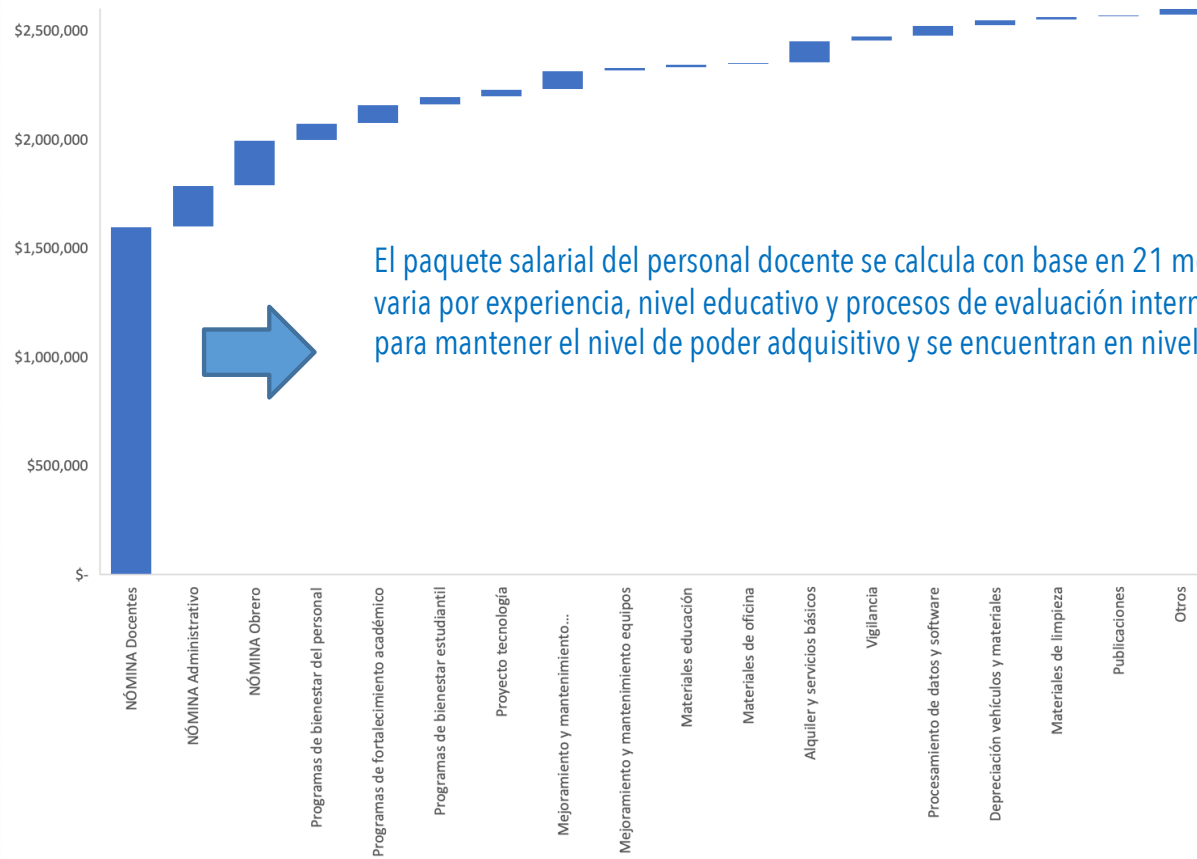 $2,500,000
$2,000,000
$1,500,000
$1,000,000
$500,000
$-
El paquete salarial del personal docente se calcula con base en 21
varia por experiencia, nivel educativo y procesos de evaluación
para mantener el nivel de poder adquisitivo y se encuentran en
NÓMINA Docentes
NÓMINA Administrativo
NÓMINA Obrero
Programas de bienestar del personal
Programas de fortalecimiento académico
Programas de bienestar estudiantil
Proyecto tecnología
Mejoramiento y mantenimiento...
Mejoramiento y mantenimiento equipos
Materiales educación
Materiales de oficina
Alquiler y servicios básicos
Vigilancia
Procesamiento de datos y software
Depreciación vehículos y materiales
Materiales de limpieza
Publicaciones
Otros